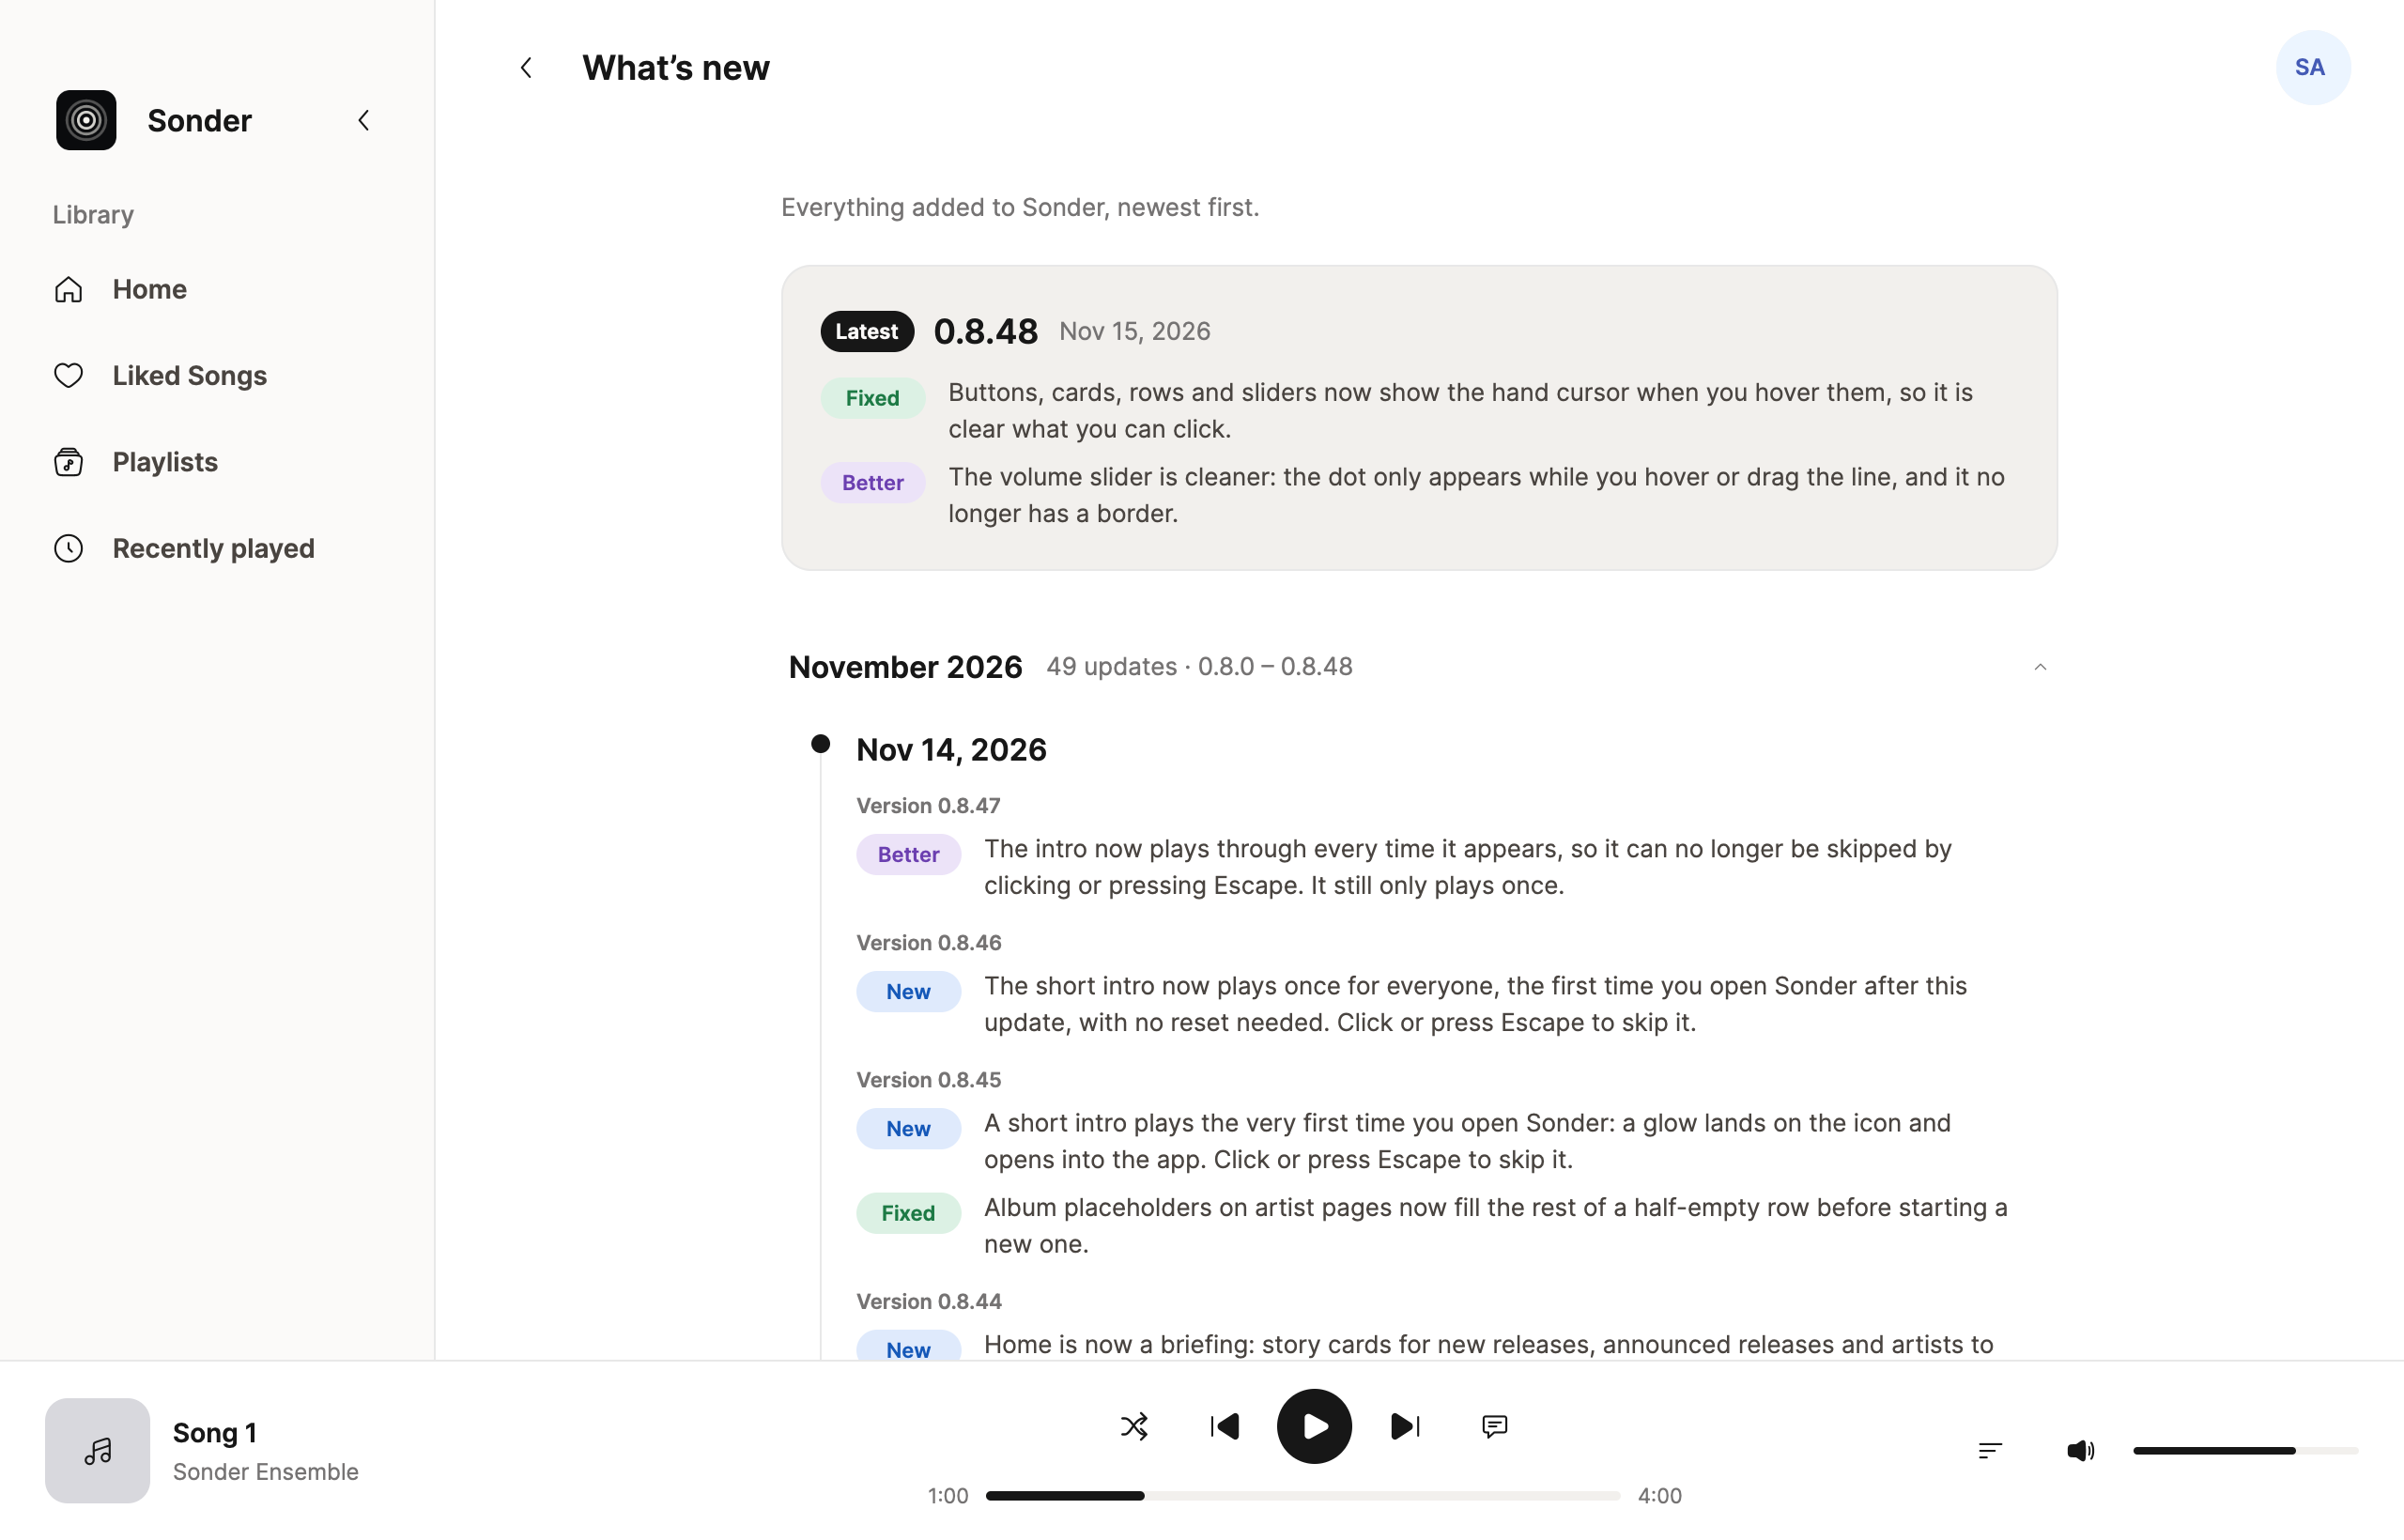 Sonder
Library
Home
Liked Songs
Playlists
Recently played
What’s new
SA
Everything added to Sonder, newest first.
Latest 0.8.48 Nov 15, 2026
Fixed Buttons, cards, rows and sliders now show the hand cursor when you hover them, so it is
clear what you can click.
Better The volume slider is cleaner: the dot only appears while you hover or drag the line, and it no
longer has a border.
November 2026 49 updates · 0.8.0 – 0.8.48
Nov 14, 2026
Version 0.8.47
Better The intro now plays through every time it appears, so it can no longer be skipped by
clicking or pressing Escape. It still only plays once.
Version 0.8.46
New The short intro now plays once for everyone, the first time you open Sonder after this
update, with no reset needed. Click or press Escape to skip it.
Version 0.8.45
New A short intro plays the very first time you open Sonder: a glow lands on the icon and
opens into the app. Click or press Escape to skip it.
Fixed Album placeholders on artist pages now fill the rest of a half-empty row before starting a
new one.
Version 0.8.44
New Home is now a briefing: story cards for new releases, announced releases and artists to
Song 1
Sonder Ensemble
1:00
4:00